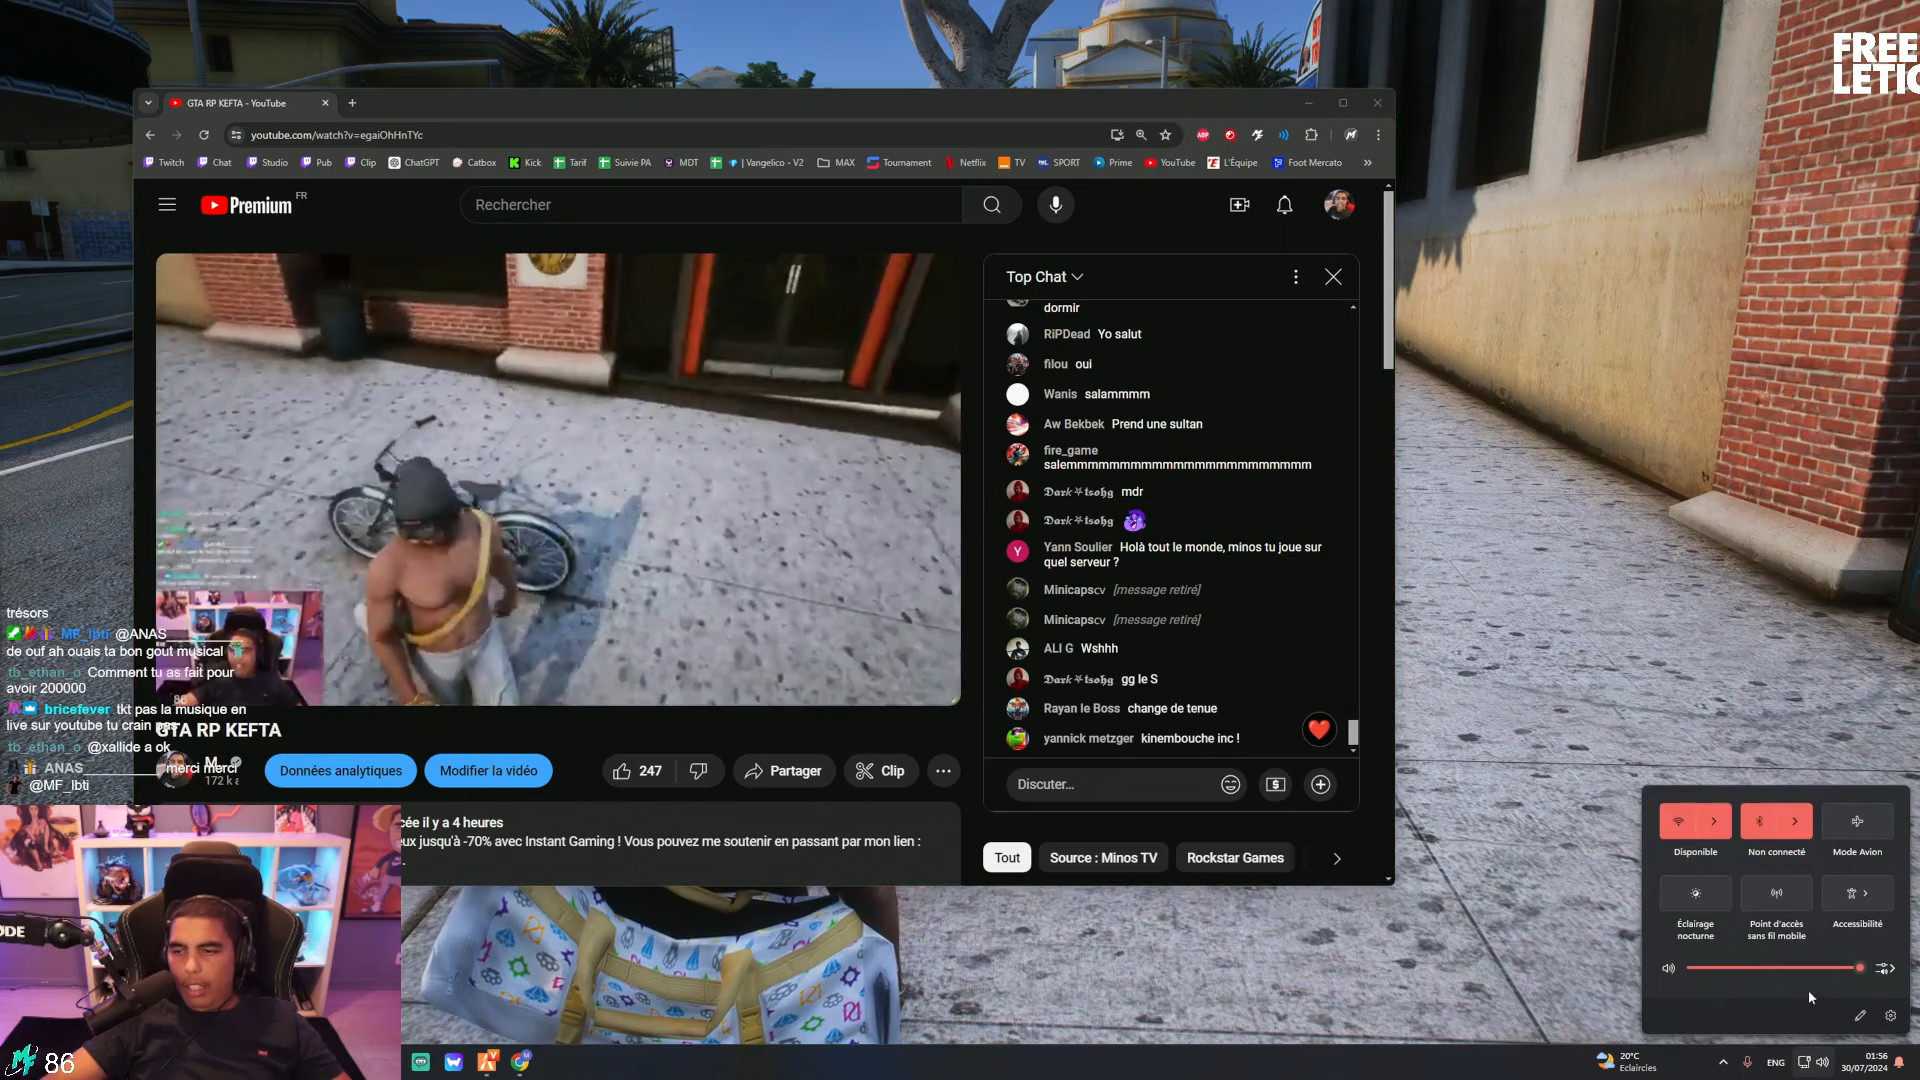 FREE
LETIC
GTA RP KEFTA - YouTube
youtube.com/watch?v=egaiOhHnTYc
Twitch
Chat
Studio
Pub
Clip
ChatGPT
Catbox
Kick
Tarif
Suivie PA
MDT
| Vangelico - V2
MAX
Tournament
Netflix
TV
SPORT
Prime
YouTube
L'Équipe
Foot Mercato
Premium
FR
Rechercher
Top Chat
dormir
RiPDead Yo salut
filou oui
Wanis salammmm
Aw Bekbek Prend une sultan
fire_game
salemmmmmmmmmmmmmmmmmmmmmmm
mdr
Yann Soulier Holà tout le monde, minos tu joue sur
quel serveur ?
Minicapscv [message retiré]
Minicapscv [message retiré]
ALI G Wshhh
gg le S
Rayan le Boss change de tenue
yannick metzger kinembouche inc !
Discuter...
trésors
MF_Ibti @ANAS
de ouf ah ouais ta bon gout musical
tb_ethan_o Comment tu as fait pour
avoir 200000
bricefever tkt pas la musique en
live sur youtube tu crain pas
GTA RP KEFTA
tb_ethan_o @xallide a ok
ANAS merci merci
@MF_Ibti
172 k a
Données analytiques
Modifier la vidéo
247
Partager
Clip
cée il y a 4 heures
eux jusqu'à -70% avec Instant Gaming ! Vous pouvez me soutenir en passant par mon lien :
Tout
Source : Minos TV
Rockstar Games
Disponible
Non connecté
Mode Avion
Éclairage
nocturne
Point d'accès
sans fil mobile
Accessibilité
86
20°C
Eclaircies
ENG
01:56
30/07/2024